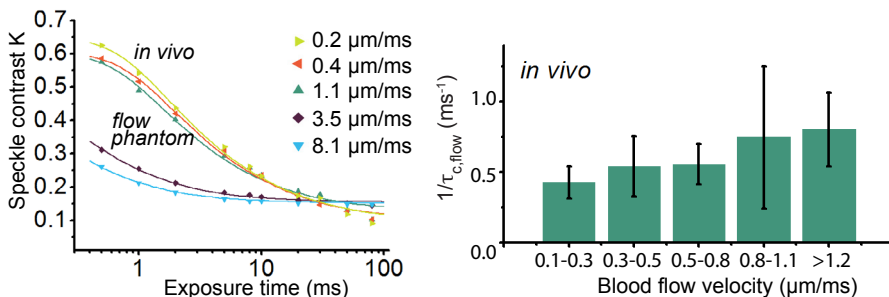 Speckle contrast K
0.7
0.6
0.5
0.4
0.3
0.2
0.1
in vivo
flow
phantom
0.2 μm/ms
0.4 μm/ms
1.1 μm/ms
3.5 μm/ms
8.1 μm/ms
1
10
100
Exposure time (ms)
in vivo
1/τc,flow (ms-1)
1.0
0.5
0.0
0.1-0.3
0.3-0.5
0.5-0.8
0.8-1.1
>1.2
Blood flow velocity (μm/ms)